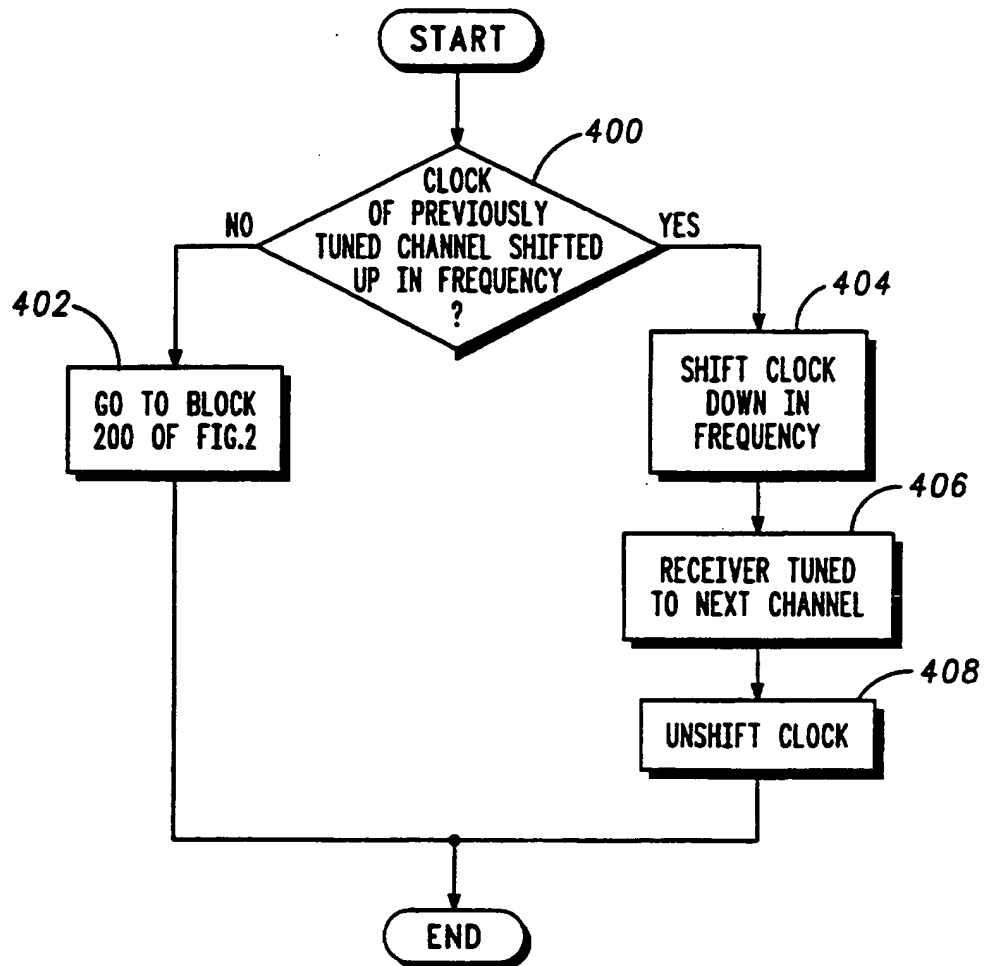 START
400
CLOCK
OF PREVIOUSLY
TUNED CHANNEL SHIFTED
UP IN FREQUENCY
?
NO
YES
402
GO TO BLOCK
200 OF FIG.2
404
SHIFT CLOCK
DOWN IN
FREQUENCY
406
RECEIVER TUNED
TO NEXT CHANNEL
408
UNSHIFT CLOCK
END